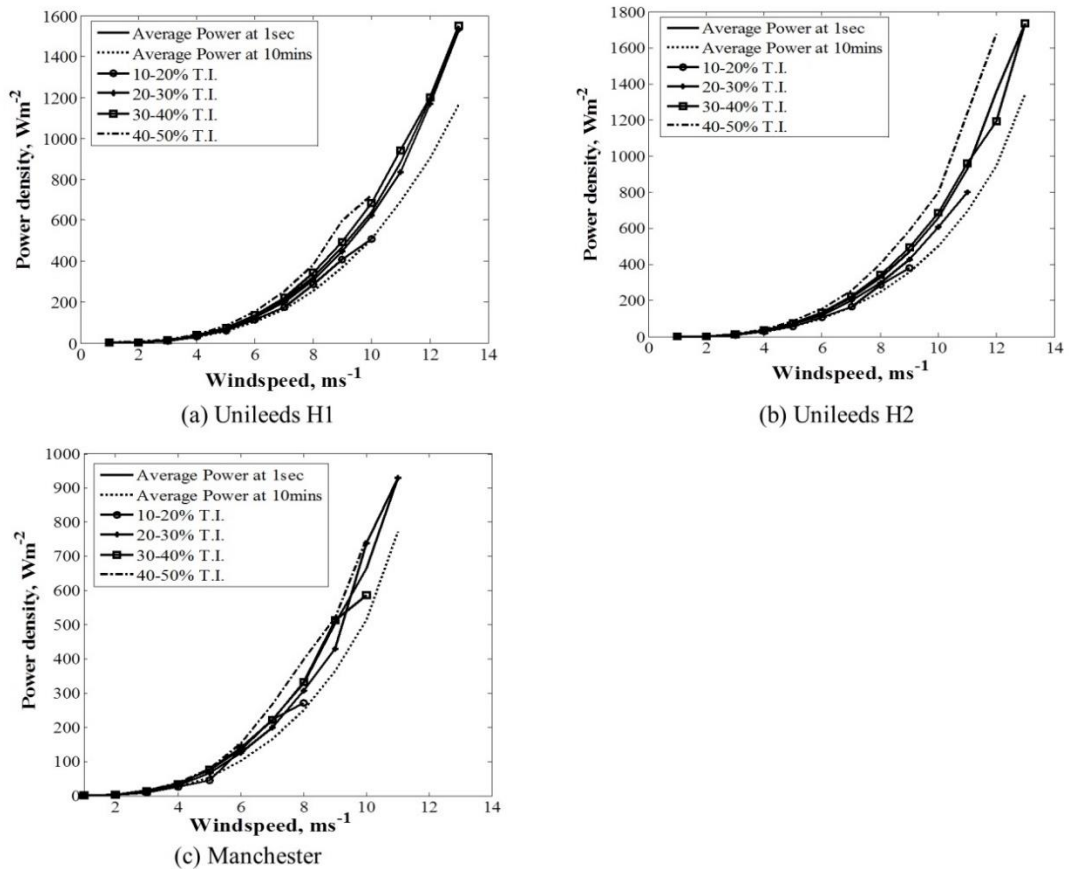 1600
1400
1200
1000
800
600
400
200
0
Power density, Wm-2
Average Power at 1sec
Average Power at 10mins
10-20% T.I.
20-30% T.I.
30-40% T.I.
40-50% T.I.
0 2 4 6 8 10 12 14
Windspeed, ms-1
(a) Unileeds H1
1800
1600
1400
1200
1000
800
600
400
200
0
Power density, Wm-2
Average Power at 1sec
Average Power at 10mins
10-20% T.I.
20-30% T.I.
30-40% T.I.
40-50% T.I.
0 2 4 6 8 10 12 14
Windspeed, ms-1
(b) Unileeds H2
1000
900
800
700
600
500
400
300
200
100
0
Power density, Wm-2
Average Power at 1sec
Average Power at 10mins
10-20% T.I.
20-30% T.I.
30-40% T.I.
40-50% T.I.
2 4 6 8 10 12 14
Windspeed, ms-1
(c) Manchester